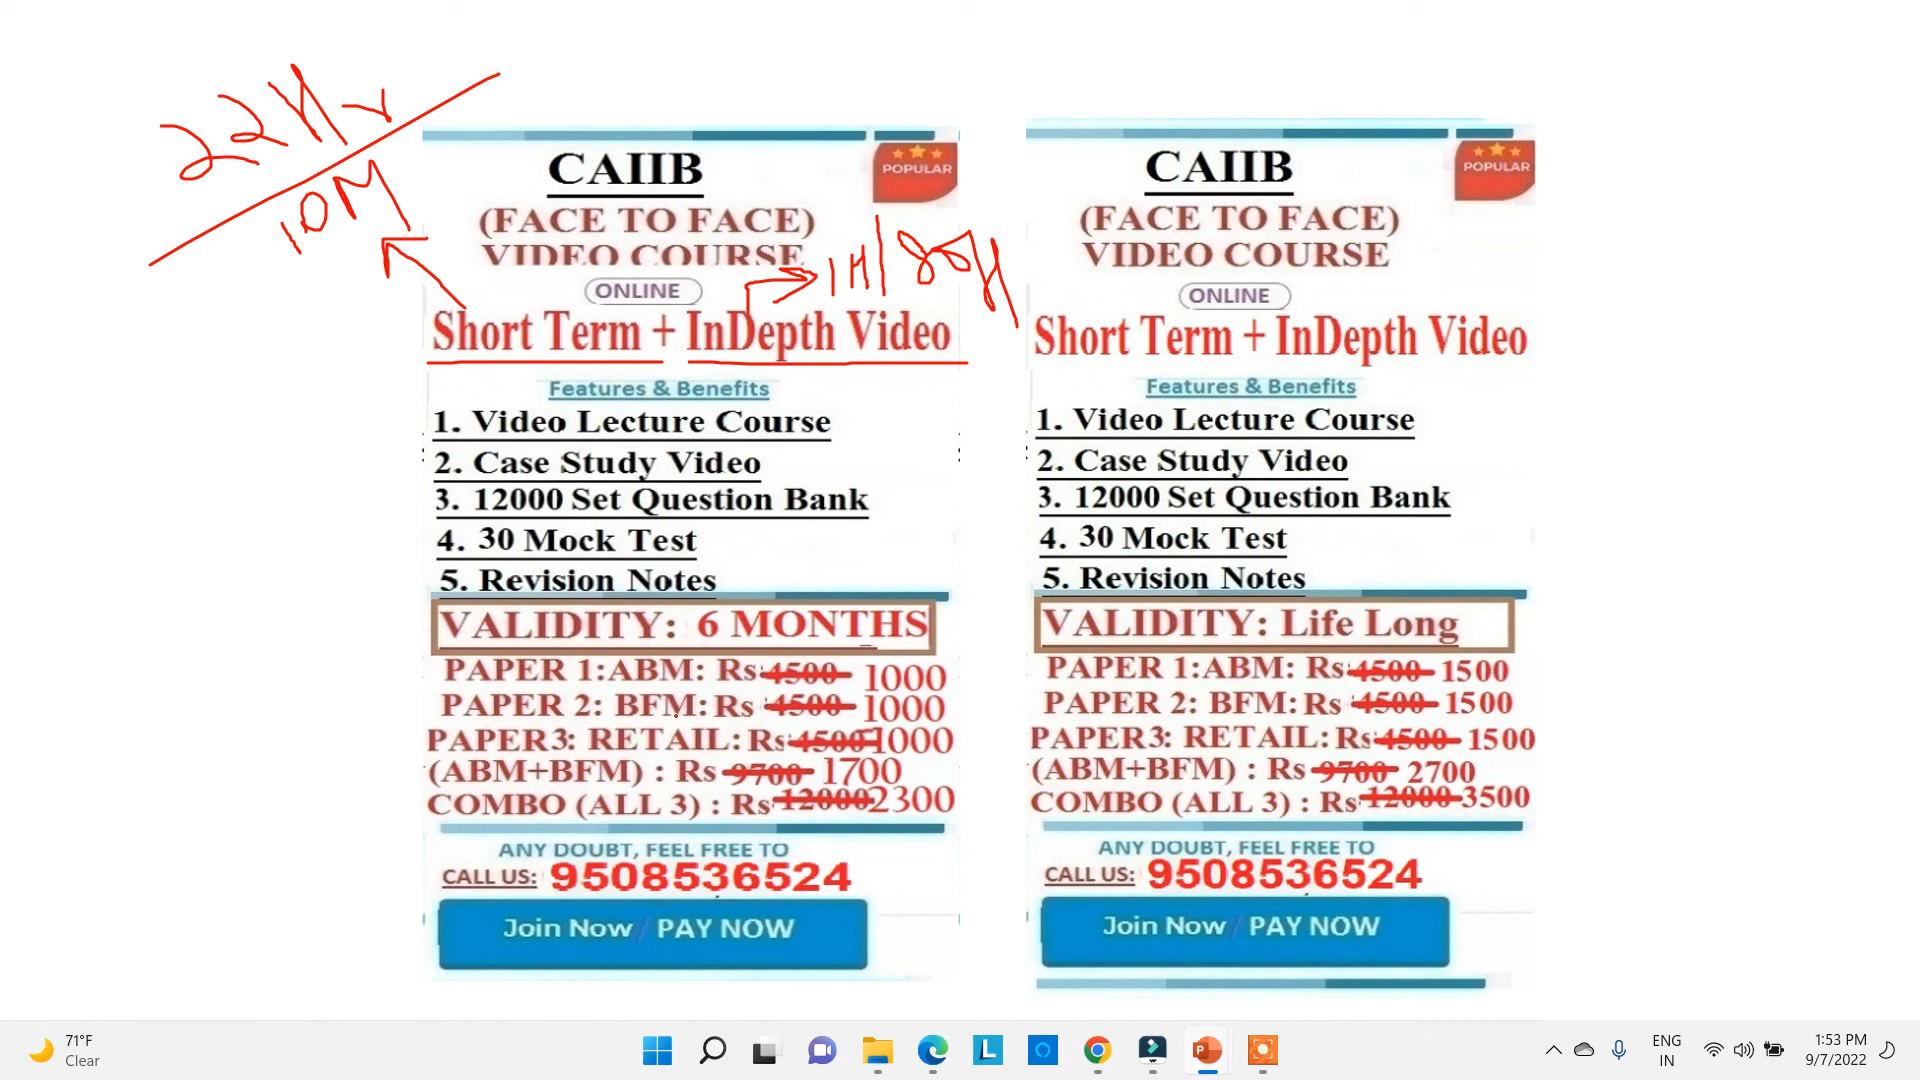 22Hr
10M
CAIIB
POPULAR
(FACE TO FACE)
VIDEO COURSE
1H/
ONLINE
Short Term + InDepth Video
Features & Benefits
1. Video Lecture Course
2. Case Study Video
3. 12000 Set Question Bank
4. 30 Mock Test
5. Revision Notes
VALIDITY: 6 MONTHS
PAPER 1:ABM: Rs 4500 1000
PAPER 2: BFM: Rs 4500 1000
PAPER3: RETAIL: Rs 4500 1000
(ABM+BFM) : Rs 9700 1700
COMBO (ALL 3) : Rs 12000 2300
ANY DOUBT, FEEL FREE TO
CALL US: 9508536524
Join Now / PAY NOW
CAIIB
POPULAR
(FACE TO FACE)
VIDEO COURSE
ONLINE
Short Term + InDepth Video
Features & Benefits
1. Video Lecture Course
2. Case Study Video
3. 12000 Set Question Bank
4. 30 Mock Test
5. Revision Notes
VALIDITY: Life Long
PAPER 1:ABM: Rs 4500 1500
PAPER 2: BFM: Rs 4500 1500
PAPER3: RETAIL: Rs 4500 1500
(ABM+BFM) : Rs 9700 2700
COMBO (ALL 3) : Rs 12000 3500
ANY DOUBT, FEEL FREE TO
CALL US: 9508536524
Join Now / PAY NOW
71°F
Clear
ENG
IN
1:53 PM
9/7/2022